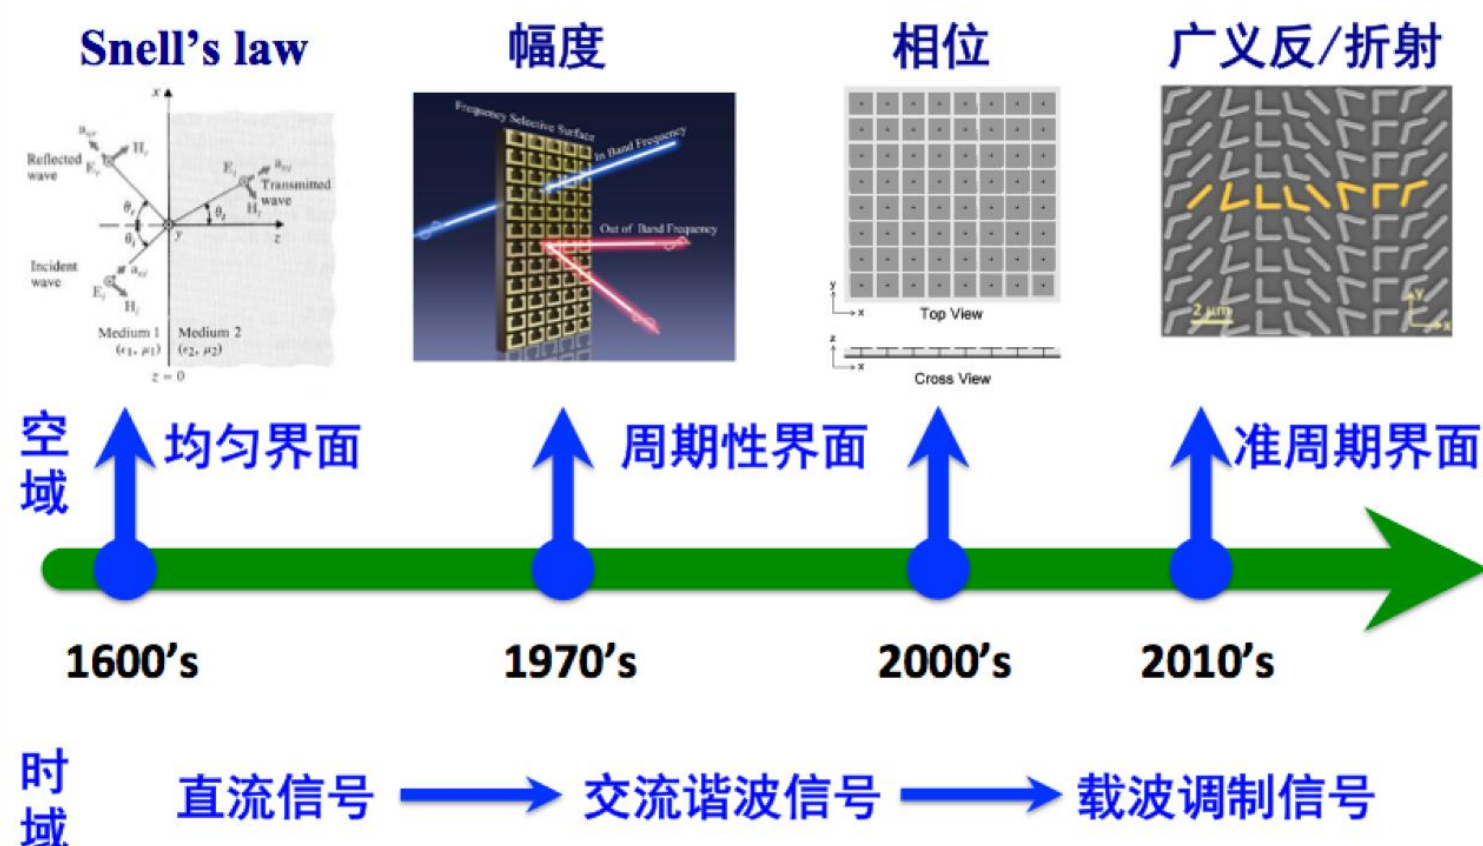 Snell’s law
幅度
相位
广义反/折射
x
Reflected
wave
Transmitted
wave
z
y
Incident
wave
Medium 1
(ε₁, μ₁)
Medium 2
(ε₂, μ₂)
z = 0
Frequency Selective Surface
In Band Frequency
Out of Band Frequency
y
x
Top View
z
x
Cross View
2 μm
y
x
空域
均匀界面
周期性界面
准周期界面
1600’s
1970’s
2000’s
2010’s
时域
直流信号
交流谐波信号
载波调制信号